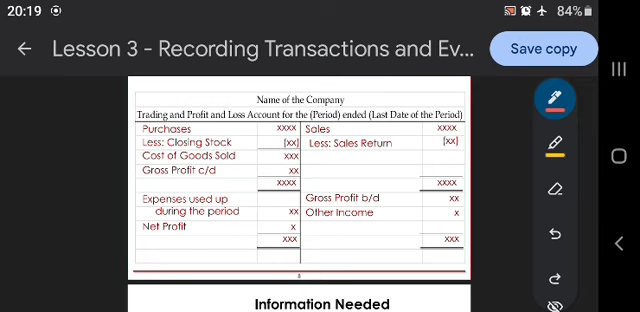 20:19
84%
Lesson 3 - Recording Transactions and Ev...
Save copy
Name of the Company
Trading and Profit and Loss Account for the (Period) ended (Last Date of the Period)
Purchases xxxx Sales xxxx
Less: Closing Stock (xx) Less: Sales Return (xx)
Cost of Goods Sold xxx
Gross Profit c/d xx
xxxx xxxx
Expenses used up Gross Profit b/d xx
during the period xx Other Income x
Net Profit x
xxx xxx
Information Needed